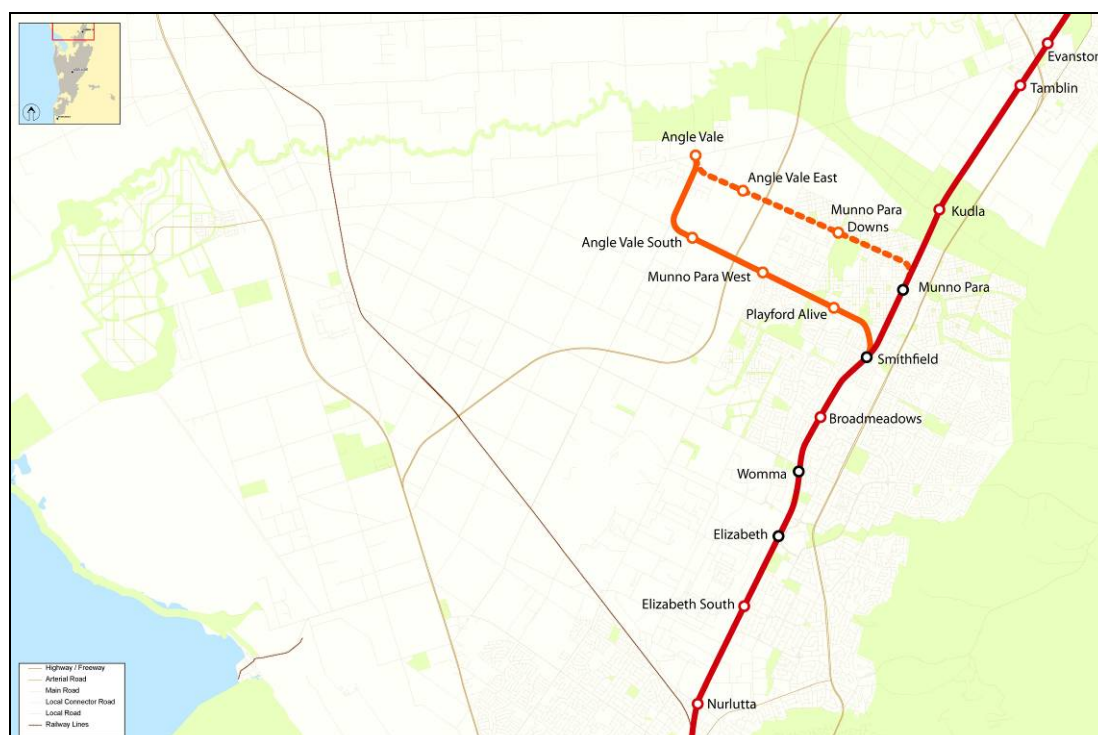 Evanston
Tamblin
Angle Vale
Angle Vale East
Munno Para
Downs
Kudla
Angle Vale South
Munno Para West
Munno Para
Playford Alive
Smithfield
Broadmeadows
Womma
Elizabeth
Elizabeth South
Nurlutta
Highway / Freeway
Arterial Road
Main Road
Local Connector Road
Local Road
Railway Lines